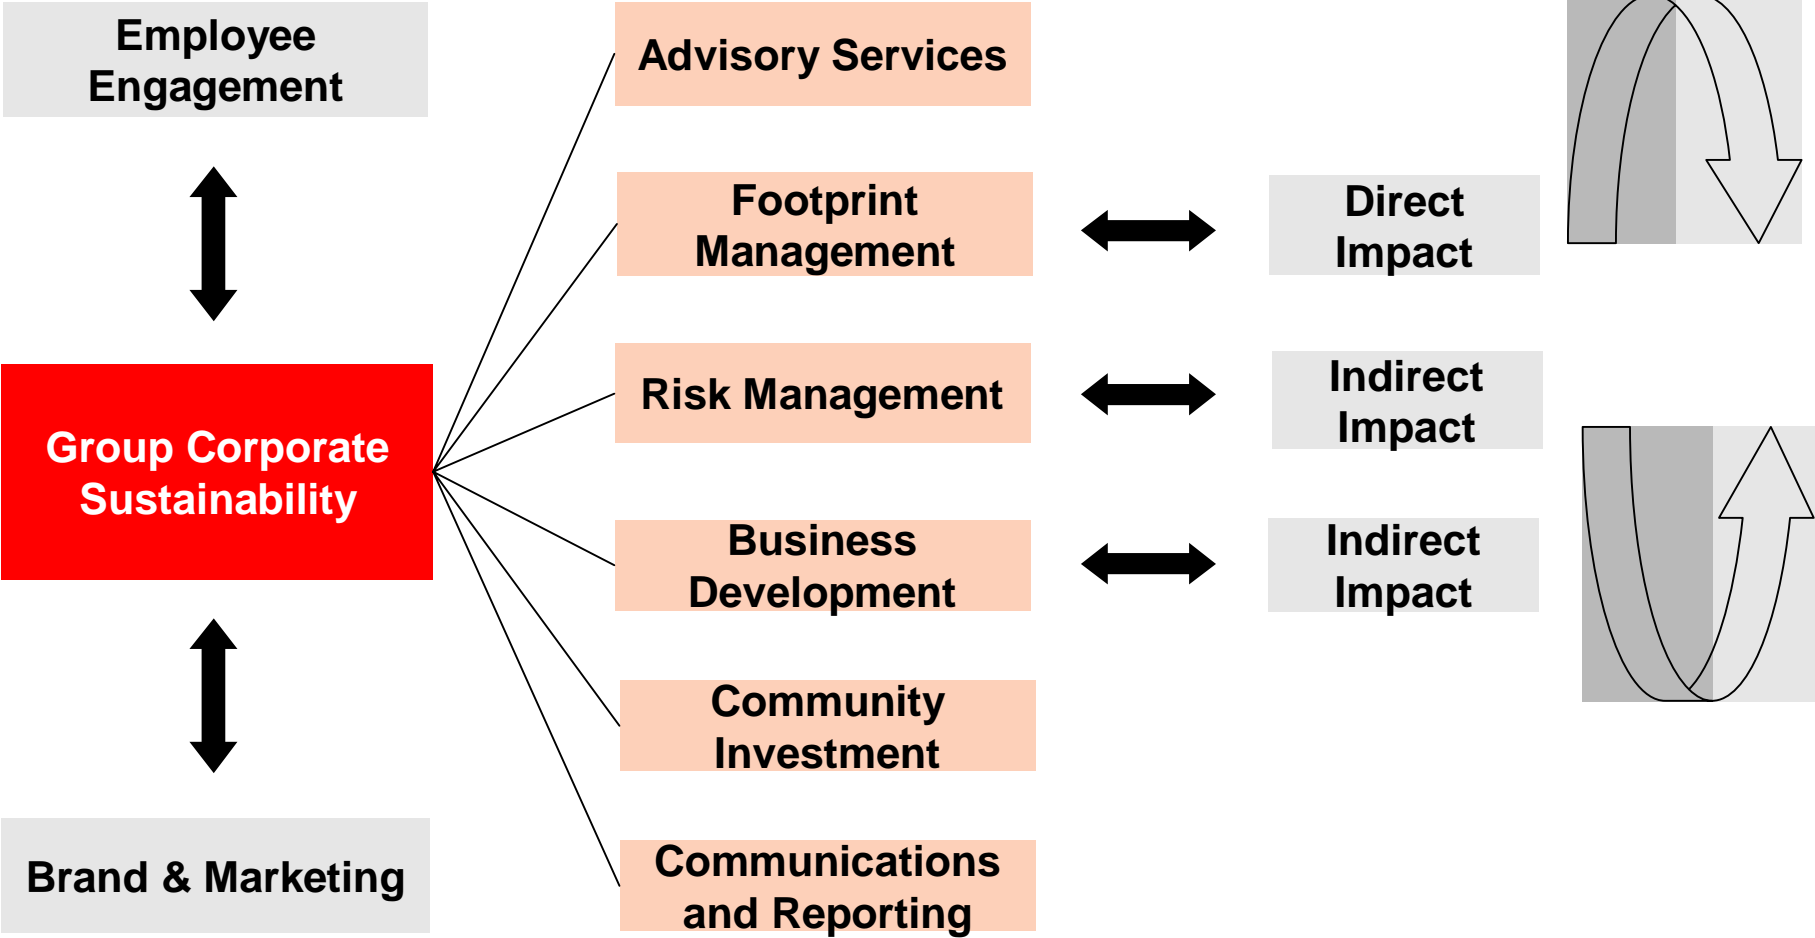 Employee
Engagement
Group Corporate
Sustainability
Brand & Marketing
Advisory Services
Footprint
Management
Risk Management
Business
Development
Community
Investment
Communications
and Reporting
Direct
Impact
Indirect
Impact
Indirect
Impact